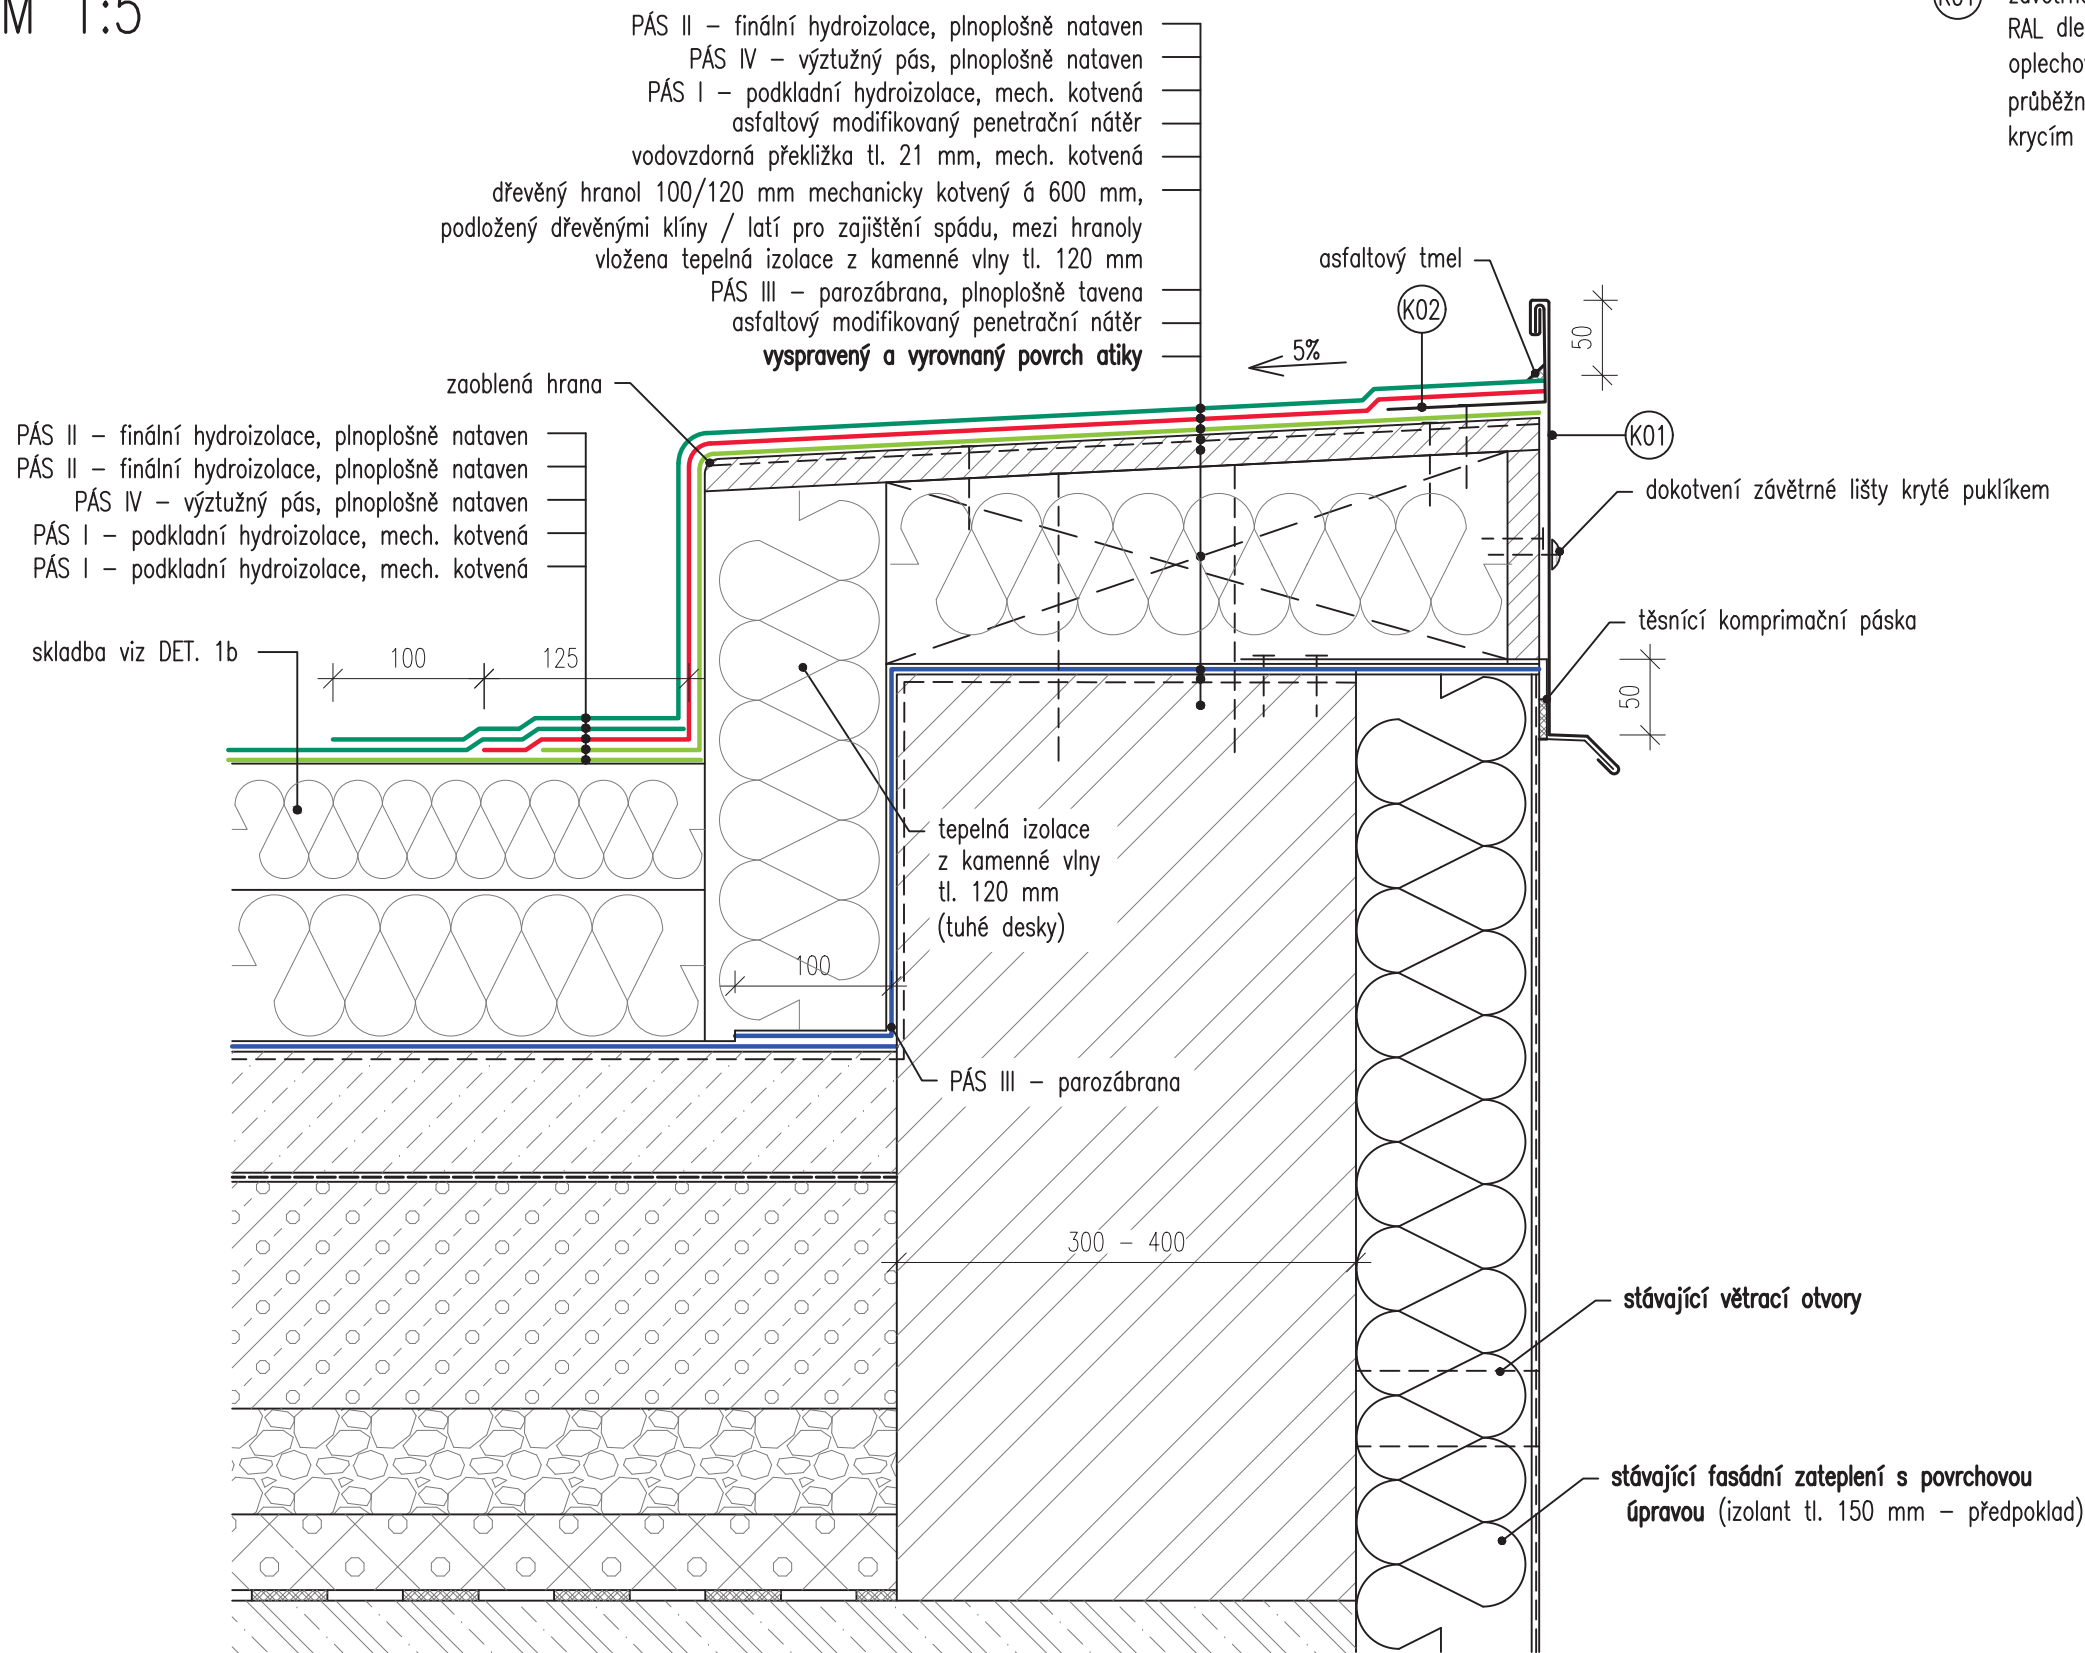 M 1:5
PÁS II – finální hydroizolace, plnoplošně nataven
PÁS IV – výztužný pás, plnoplošně nataven
PÁS I – podkladní hydroizolace, mech. kotvená
asfaltový modifikovaný penetrační nátěr
vodovzdorná překližka tl. 21 mm, mech. kotvená
dřevěný hranol 100/120 mm mechanicky kotvený á 600 mm,
podložený dřevěnými klíny / latí pro zajištění spádu, mezi hranoly
vložena tepelná izolace z kamenné vlny tl. 120 mm
PÁS III – parozábrana, plnoplošně tavena
asfaltový modifikovaný penetrační nátěr
vyspravený a vyrovnaný povrch atiky
RAL dle
oplechov
průběžn
krycím
asfaltový tmel
K02
50
5%
zaoblená hrana
K01
PÁS II – finální hydroizolace, plnoplošně nataven
PÁS II – finální hydroizolace, plnoplošně nataven
PÁS IV – výztužný pás, plnoplošně nataven
PÁS I – podkladní hydroizolace, mech. kotvená
PÁS I – podkladní hydroizolace, mech. kotvená
dokotvení závětrné lišty kryté puklíkem
těsnící komprimační páska
skladba viz DET. 1b
100
125
50
tepelná izolace
z kamenné vlny
tl. 120 mm
(tuhé desky)
100
PÁS III – parozábrana
300 – 400
stávající větrací otvory
stávající fasádní zateplení s povrchovou
úpravou (izolant tl. 150 mm – předpoklad)